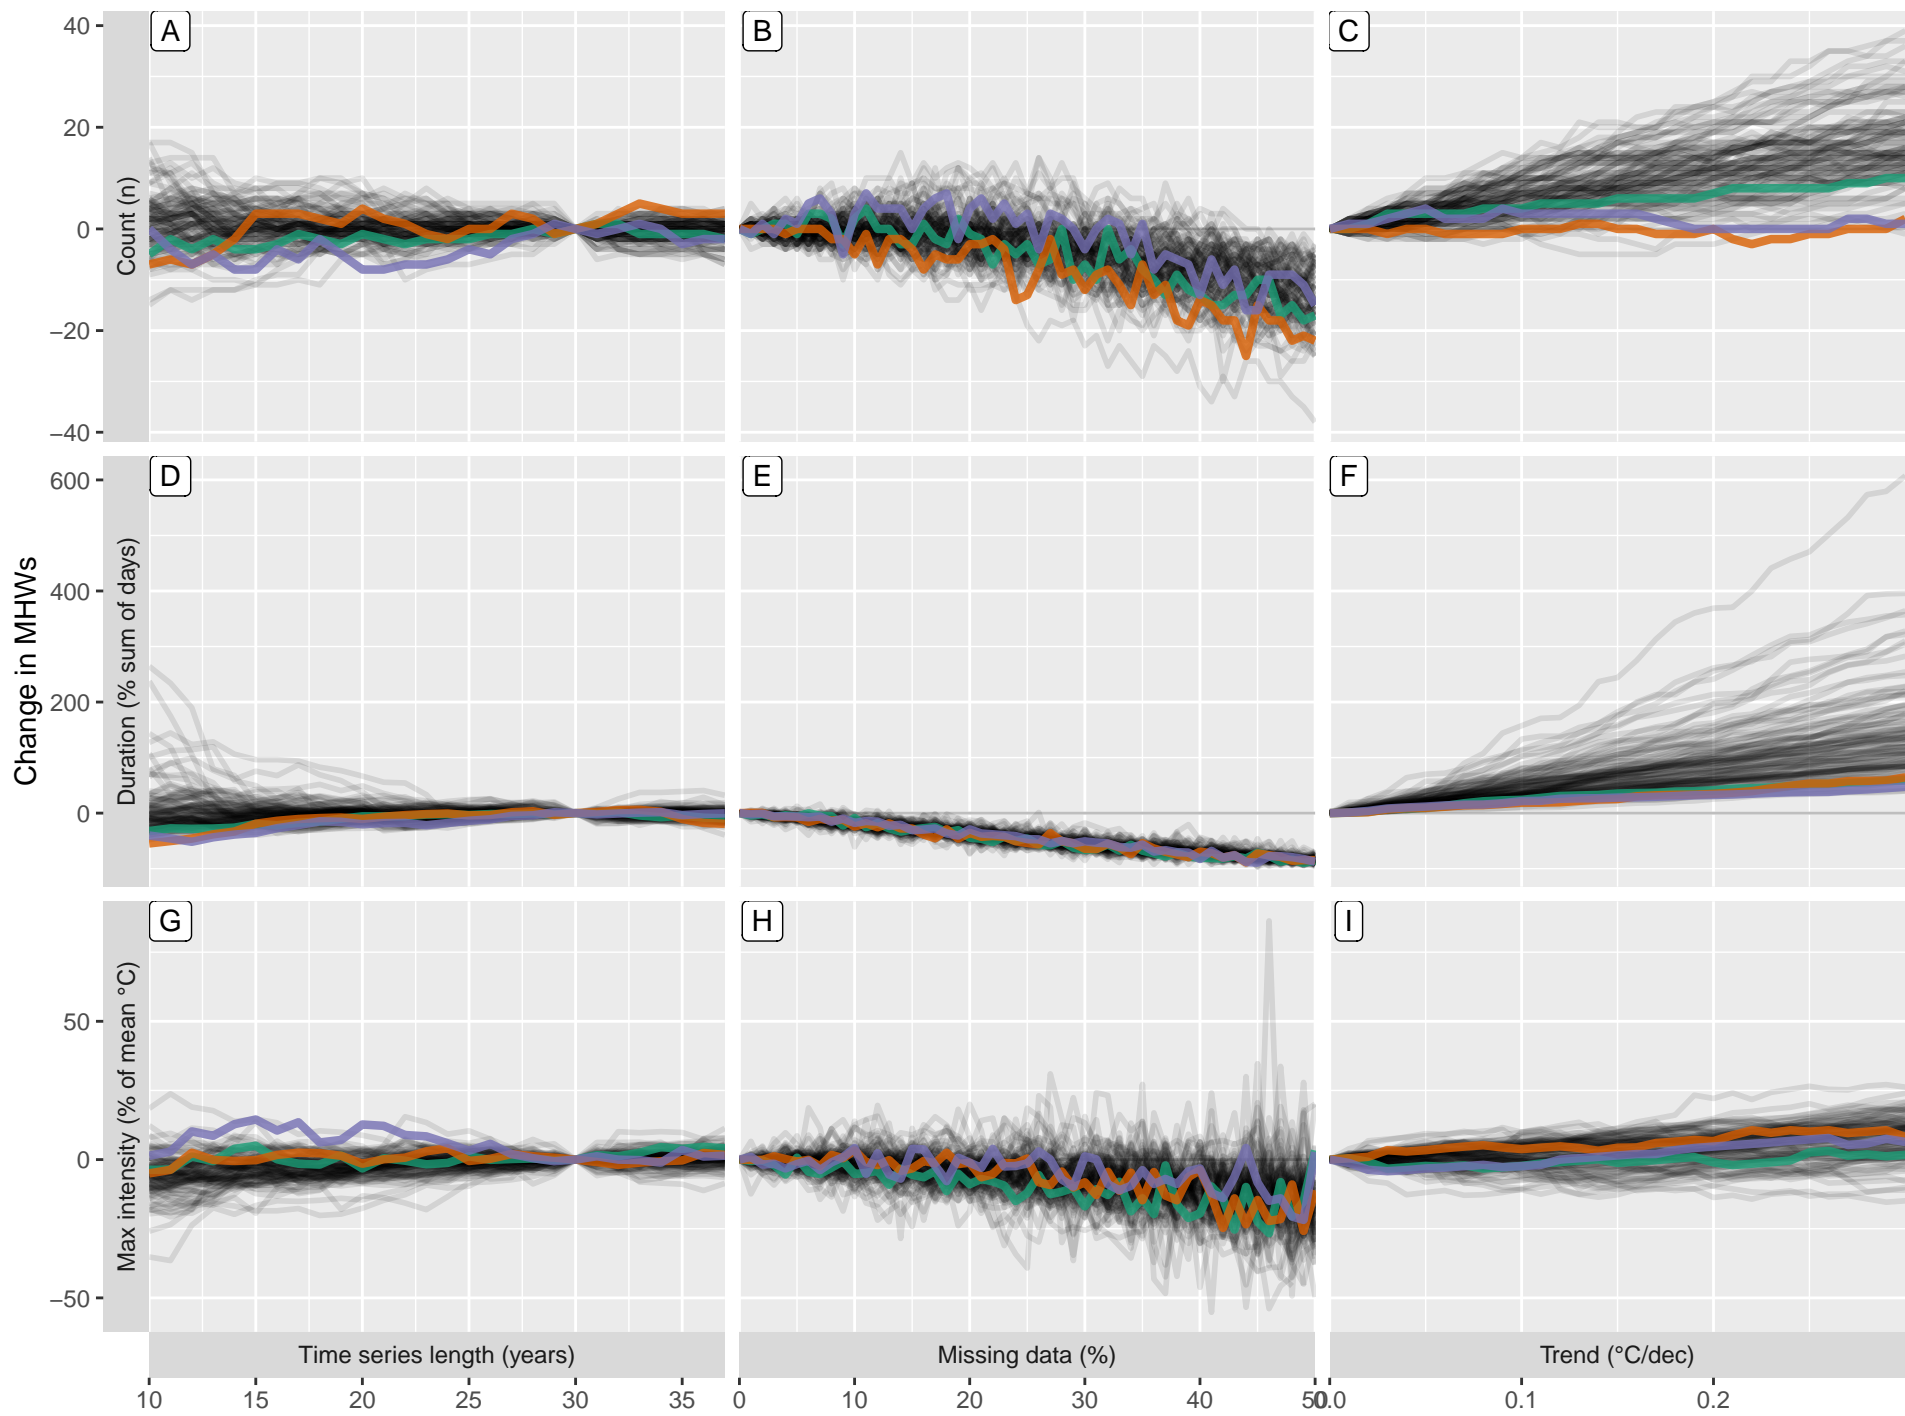 A
B
C
40
20
0
−20
−40
Count (n)
D
E
F
600
400
200
0
Duration (% sum of days)
Change in MHWs
G
H
I
50
0
−50
Max intensity (% of mean °C)
Time series length (years)
Missing data (%)
Trend (°C/dec)
10 15 20 25 30 35
0 10 20 30 40 50
0.0 0.1 0.2